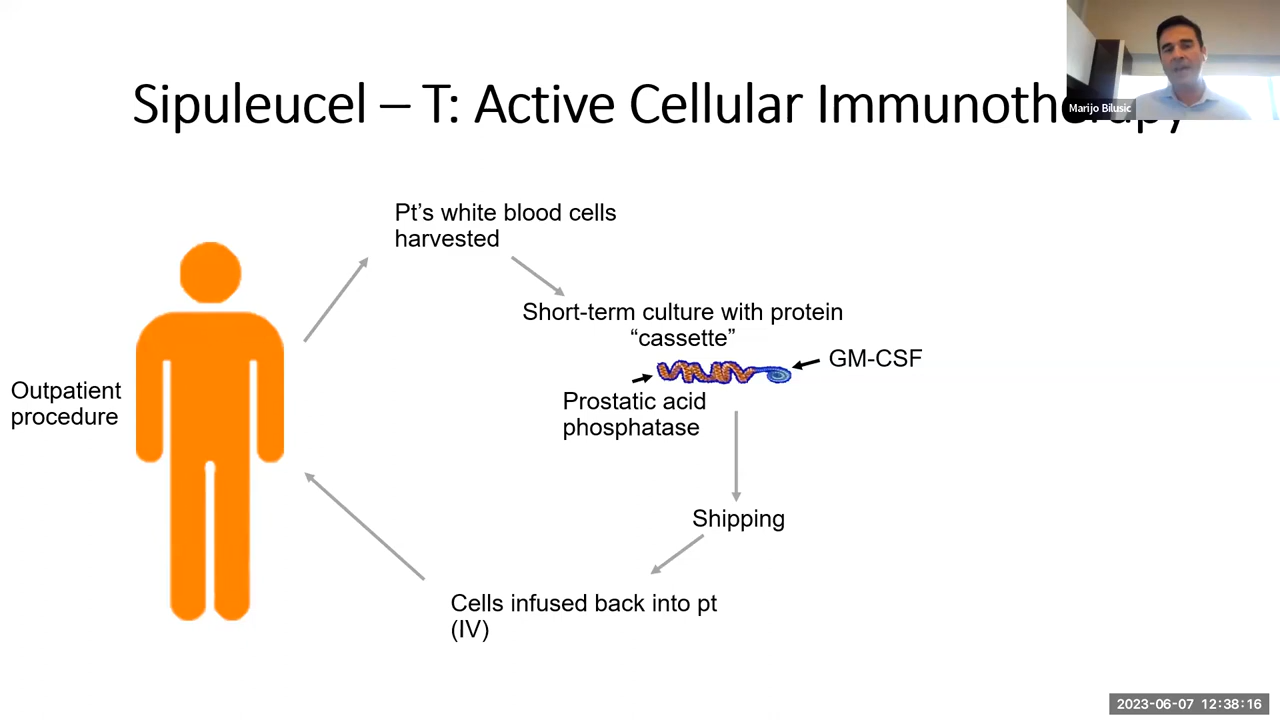 Sipuleucel – T: Active Cellular Immunotherapy
Marijo Bilusic
Pt’s white blood cells
harvested
Short-term culture with protein
“cassette”
GM-CSF
Prostatic acid
phosphatase
Outpatient
procedure
Shipping
Cells infused back into pt
(IV)
2023-06-07 12:38:16